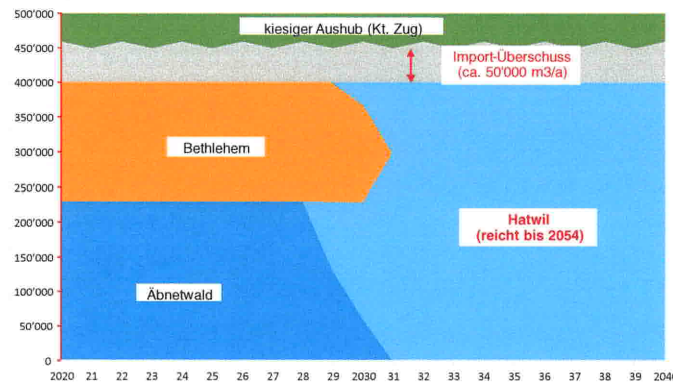 500'000
450'000
400'000
350'000
300'000
250'000
200'000
150'000
100'000
50'000
0
kiesiger Aushub (Kt. Zug)
Import-Überschuss
(ca. 50'000 m3/a)
Bethlehem
Hatwil
(reicht bis 2054)
Äbnetwald
2020 21 22 23 24 25 26 27 28 29 2030 31 32 33 34 35 36 37 38 39 2040